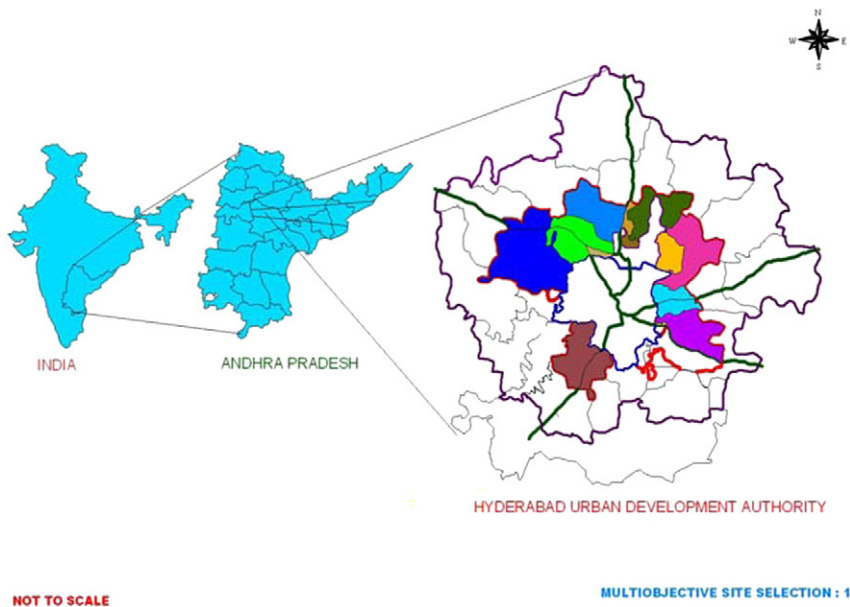 N
W E
S
INDIA
ANDHRA PRADESH
HYDERABAD URBAN DEVELOPMENT AUTHORITY
NOT TO SCALE
MULTIOBJECTIVE SITE SELECTION : 1